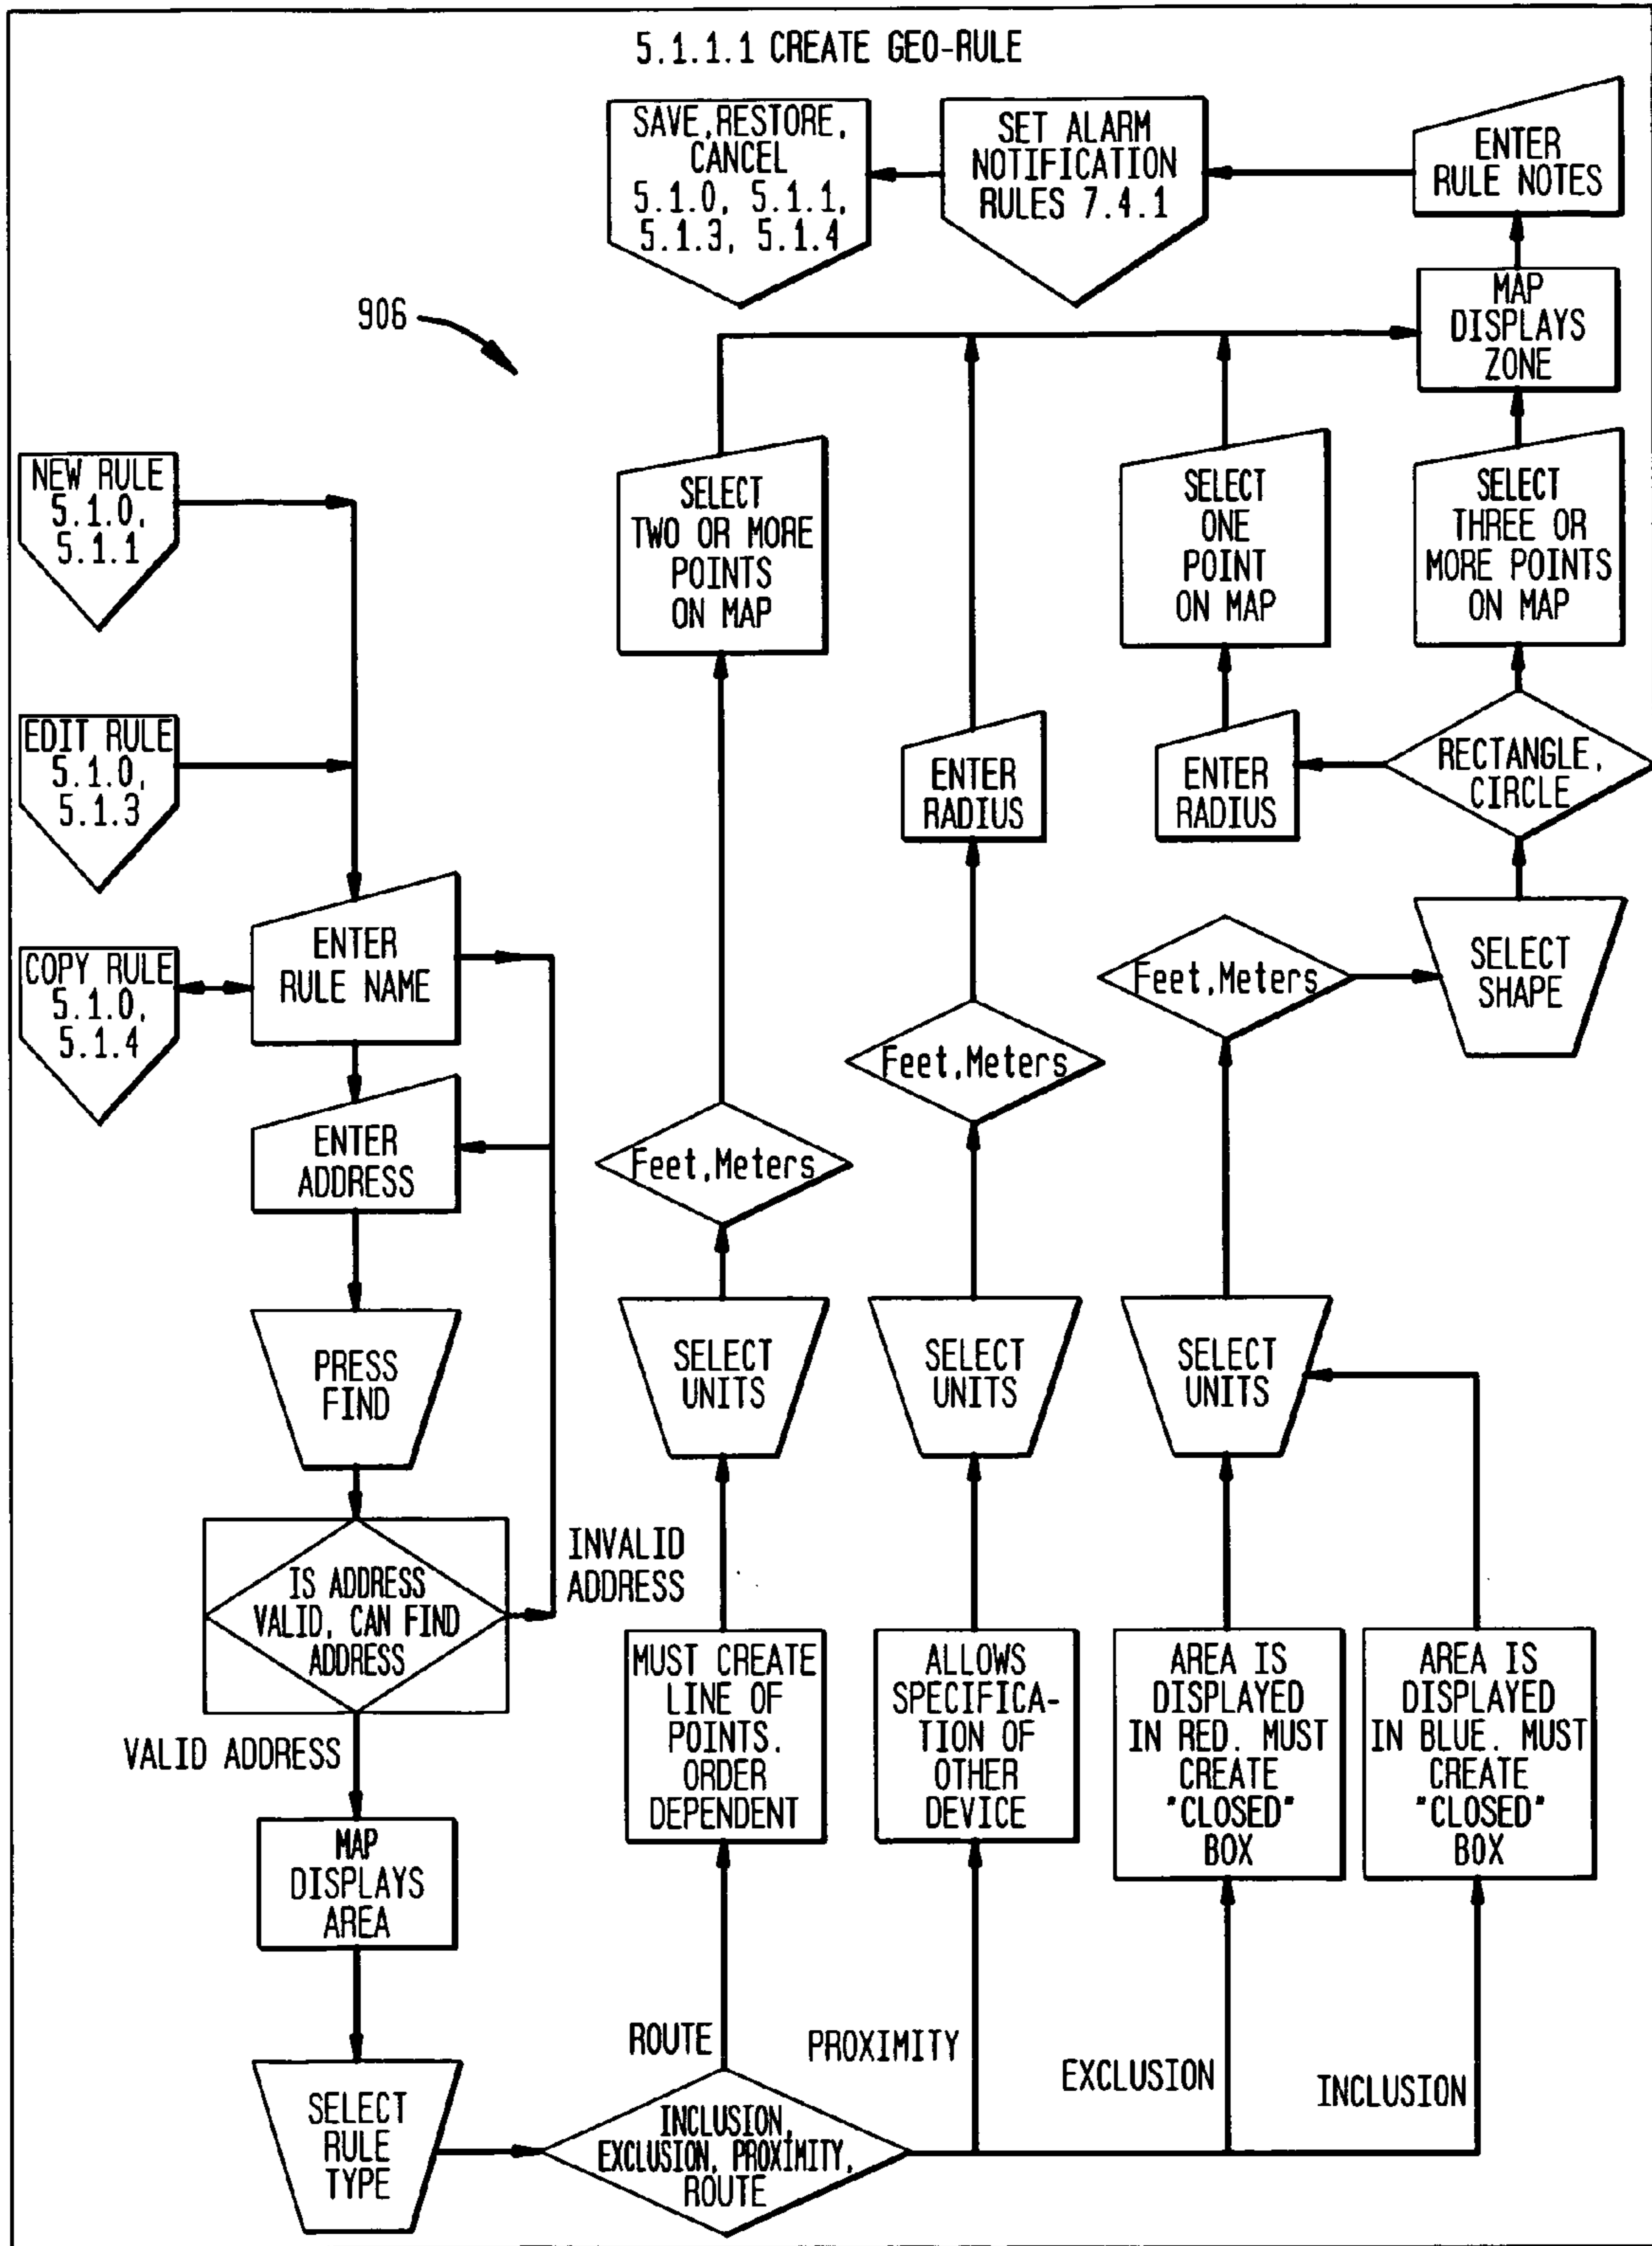 5.1.1.1 CREATE GEO-RULE
SAVE,RESTORE,
CANCEL
5.1.0, 5.1.1,
5.1.3, 5.1.4
SET ALARM
NOTIFICATION
RULES 7.4.1
ENTER
RULE NOTES
906
MAP
DISPLAYS
ZONE
NEW RULE
5.1.0,
5.1.1
SELECT
TWO OR MORE
POINTS
ON MAP
SELECT
ONE
POINT
ON MAP
SELECT
THREE OR
MORE POINTS
ON MAP
EDIT RULE
5.1.0,
5.1.3
ENTER
RADIUS
ENTER
RADIUS
RECTANGLE,
CIRCLE
COPY RULE
5.1.0,
5.1.4
ENTER
RULE NAME
Feet,Meters
SELECT
SHAPE
Feet,Meters
ENTER
ADDRESS
Feet,Meters
PRESS
FIND
SELECT
UNITS
SELECT
UNITS
SELECT
UNITS
IS ADDRESS
VALID, CAN FIND
ADDRESS
INVALID
ADDRESS
VALID ADDRESS
MUST CREATE
LINE OF
POINTS.
ORDER
DEPENDENT
ALLOWS
SPECIFICA-
TION OF
OTHER
DEVICE
AREA IS
DISPLAYED
IN RED. MUST
CREATE
"CLOSED"
BOX
AREA IS
DISPLAYED
IN BLUE. MUST
CREATE
"CLOSED"
BOX
MAP
DISPLAYS
AREA
SELECT
RULE
TYPE
INCLUSION,
EXCLUSION, PROXIMITY,
ROUTE
ROUTE
PROXIMITY
EXCLUSION
INCLUSION